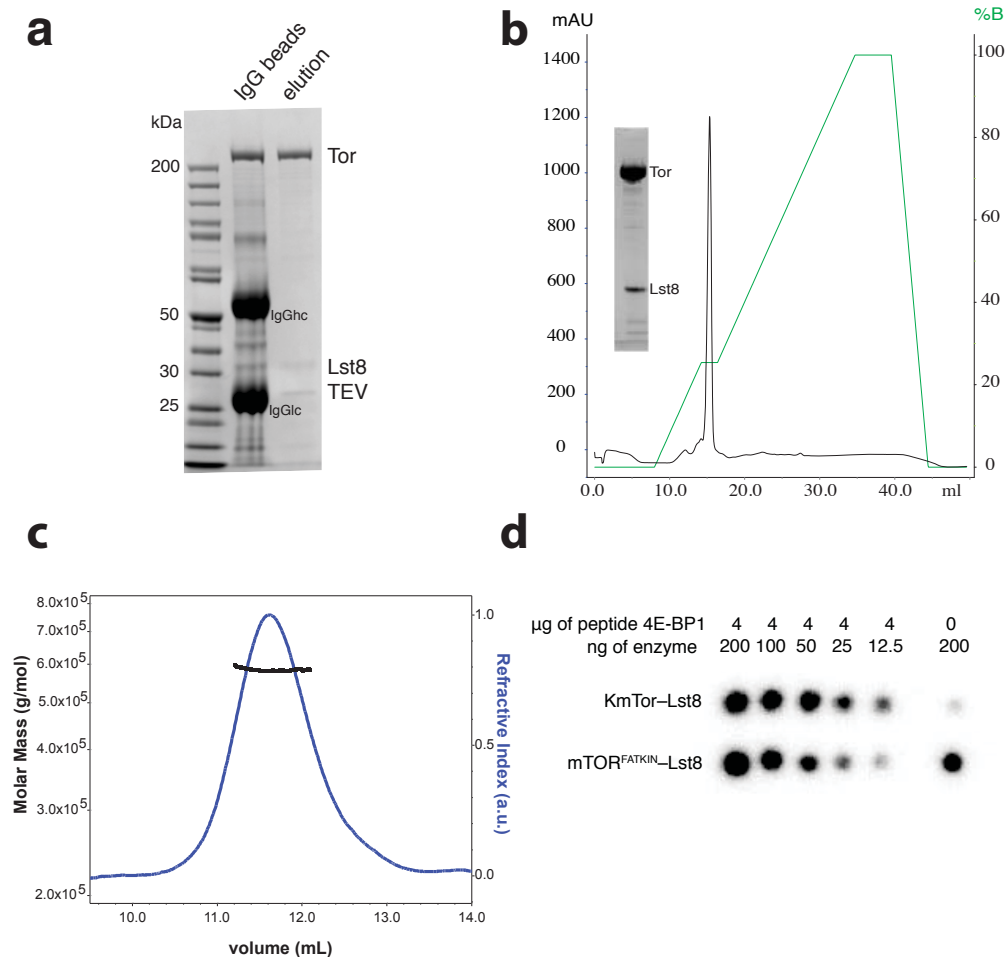 a
IgG beads
elution
kDa
200
50
30
25
Tor
IgGhc
Lst8
TEV
IgGlc
b
mAU
%B
1400
1200
1000
800
600
400
200
0
100
80
60
40
20
0
Tor
Lst8
0.0 10.0 20.0 30.0 40.0 ml
c
Molar Mass (g/mol)
8.0x10⁵
7.0x10⁵
6.0x10⁵
5.0x10⁵
4.0x10⁵
3.0x10⁵
2.0x10⁵
1.0
0.5
0.0
Refractive Index (a.u.)
10.0 11.0 12.0 13.0 14.0
volume (mL)
d
µg of peptide 4E-BP1 4 4 4 4 4 0
ng of enzyme 200 100 50 25 12.5 200
KmTor–Lst8
mTORᶠᴬᵀᴷᴵᴺ–Lst8